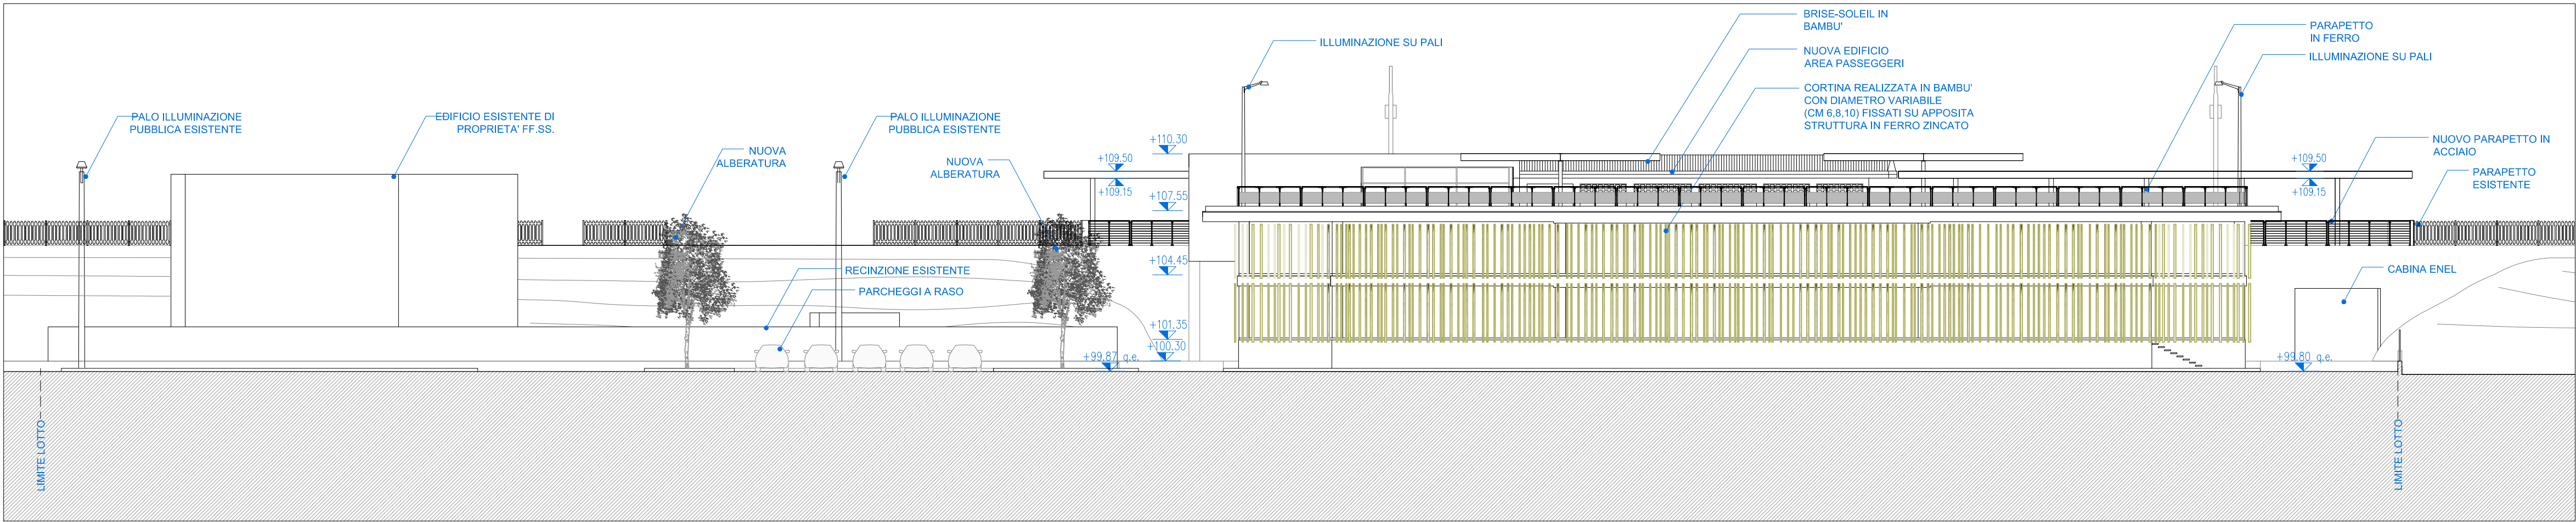 PALO ILLUMINAZIONE
PUBBLICA ESISTENTE
EDIFICIO ESISTENTE DI
PROPRIETA' FF.SS.
NUOVA
ALBERATURA
PALO ILLUMINAZIONE
PUBBLICA ESISTENTE
NUOVA
ALBERATURA
RECINZIONE ESISTENTE
PARCHEGGI A RASO
+109.50
+109.15
+110.30
+107.55
+104.45
+101.35
+100.30
+99.87 q.e.
ILLUMINAZIONE SU PALI
BRISE-SOLEIL IN
BAMBU'
NUOVA EDIFICIO
AREA PASSEGGERI
CORTINA REALIZZATA IN BAMBU'
CON DIAMETRO VARIABILE
(CM 6,8,10) FISSATI SU APPOSITA
STRUTTURA IN FERRO ZINCATO
PARAPETTO
IN FERRO
ILLUMINAZIONE SU PALI
NUOVO PARAPETTO IN
ACCIAIO
PARAPETTO
ESISTENTE
+109.50
+109.15
CABINA ENEL
+99.80 q.e.
LIMITE LOTTO
LIMITE LOTTO